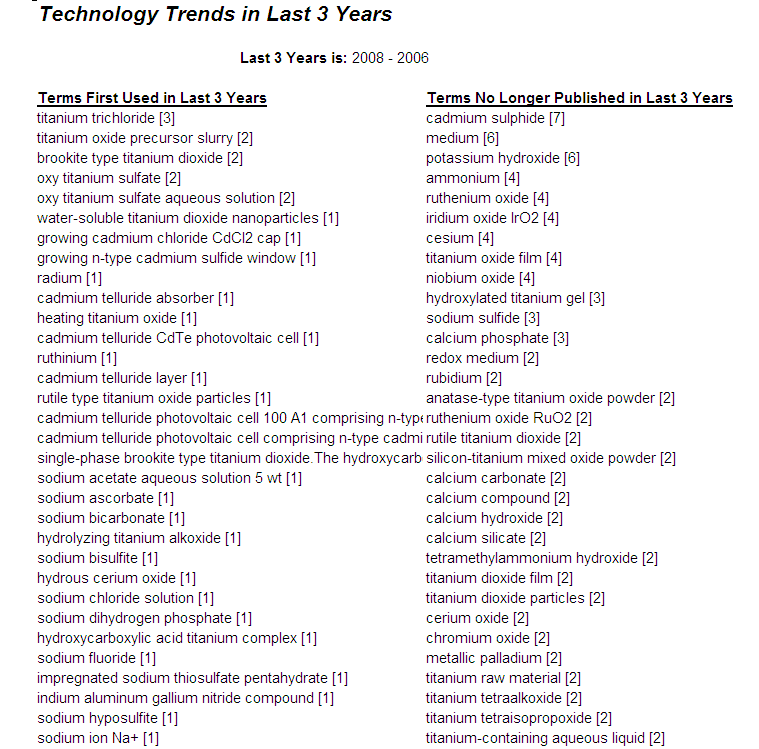 Technology Trends in Last 3 Years
Last 3 Years is: 2008 - 2006
Terms First Used in Last 3 Years
titanium trichloride [3]
titanium oxide precursor slurry [2]
brookite type titanium dioxide [2]
oxy titanium sulfate [2]
oxy titanium sulfate aqueous solution [2]
water-soluble titanium dioxide nanoparticles [1]
growing cadmium chloride CdCl2 cap [1]
growing n-type cadmium sulfide window [1]
radium [1]
cadmium telluride absorber [1]
heating titanium oxide [1]
cadmium telluride CdTe photovoltaic cell [1]
ruthinium [1]
cadmium telluride layer [1]
rutile type titanium oxide particles [1]
cadmium telluride photovoltaic cell 100 A1 comprising n-type
cadmium telluride photovoltaic cell comprising n-type cadmi
single-phase brookite type titanium dioxide.The hydroxycarb
sodium acetate aqueous solution 5 wt [1]
sodium ascorbate [1]
sodium bicarbonate [1]
hydrolyzing titanium alkoxide [1]
sodium bisulfite [1]
hydrous cerium oxide [1]
sodium chloride solution [1]
sodium dihydrogen phosphate [1]
hydroxycarboxylic acid titanium complex [1]
sodium fluoride [1]
impregnated sodium thiosulfate pentahydrate [1]
indium aluminum gallium nitride compound [1]
sodium hyposulfite [1]
sodium ion Na+ [1]
Terms No Longer Published in Last 3 Years
cadmium sulphide [7]
medium [6]
potassium hydroxide [6]
ammonium [4]
ruthenium oxide [4]
iridium oxide IrO2 [4]
cesium [4]
titanium oxide film [4]
niobium oxide [4]
hydroxylated titanium gel [3]
sodium sulfide [3]
calcium phosphate [3]
redox medium [2]
rubidium [2]
anatase-type titanium oxide powder [2]
ruthenium oxide RuO2 [2]
rutile titanium dioxide [2]
silicon-titanium mixed oxide powder [2]
calcium carbonate [2]
calcium compound [2]
calcium hydroxide [2]
calcium silicate [2]
tetramethylammonium hydroxide [2]
titanium dioxide film [2]
titanium dioxide particles [2]
cerium oxide [2]
chromium oxide [2]
metallic palladium [2]
titanium raw material [2]
titanium tetraalkoxide [2]
titanium tetraisopropoxide [2]
titanium-containing aqueous liquid [2]